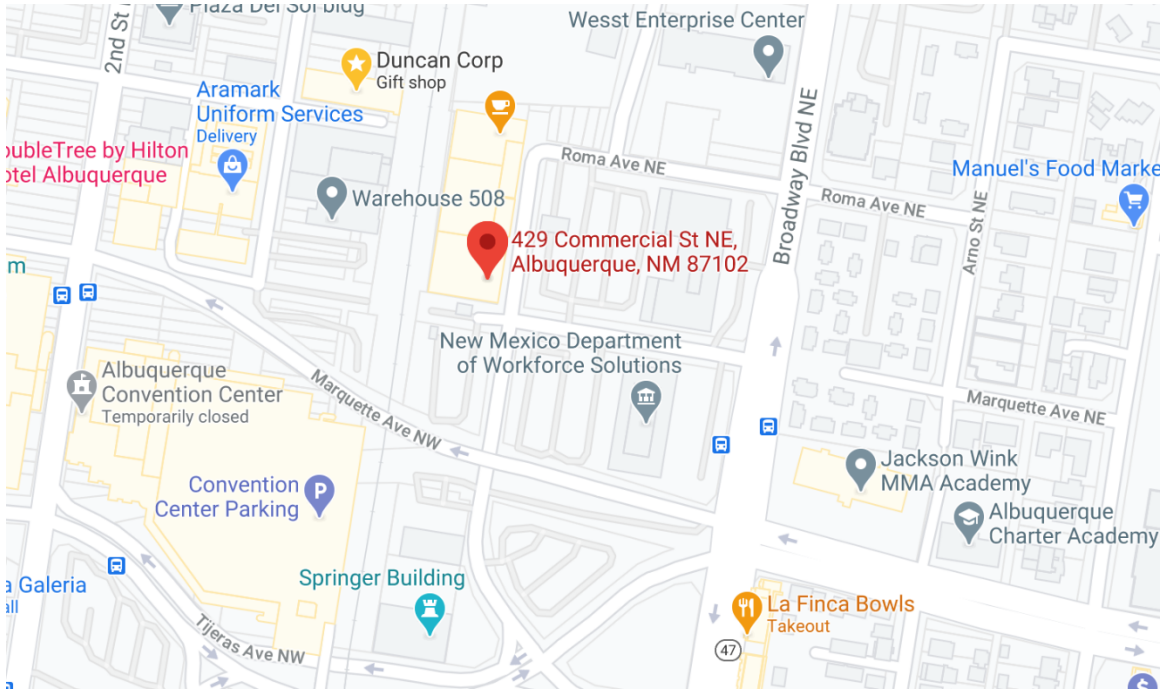 Plaza Del Sol bldg
Wesst Enterprise Center
2nd St
Duncan Corp
Gift shop
Aramark
Uniform Services
Delivery
oubleTree by Hilton
otel Albuquerque
Roma Ave NE
Broadway Blvd NE
Manuel's Food Marke
Warehouse 508
Roma Ave NE
Arno St NE
429 Commercial St NE,
Albuquerque, NM 87102
m
New Mexico Department
of Workforce Solutions
Albuquerque
Convention Center
Temporarily closed
Marquette Ave NW
Marquette Ave NE
Jackson Wink
MMA Academy
Convention
Center Parking
P
Albuquerque
Charter Academy
Springer Building
a Galeria
all
La Finca Bowls
Takeout
Tijeras Ave NW
47
$